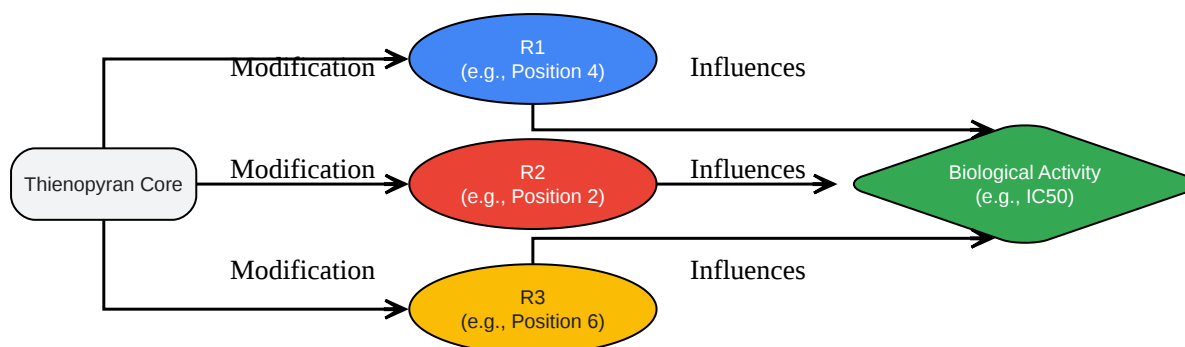 R1
(e.g., Position 4)
Modification
Influences
Thienopyran Core
Modification
R2
(e.g., Position 2)
Influences
Biological Activity
(e.g., IC50)
Modification
Influences
R3
(e.g., Position 6)